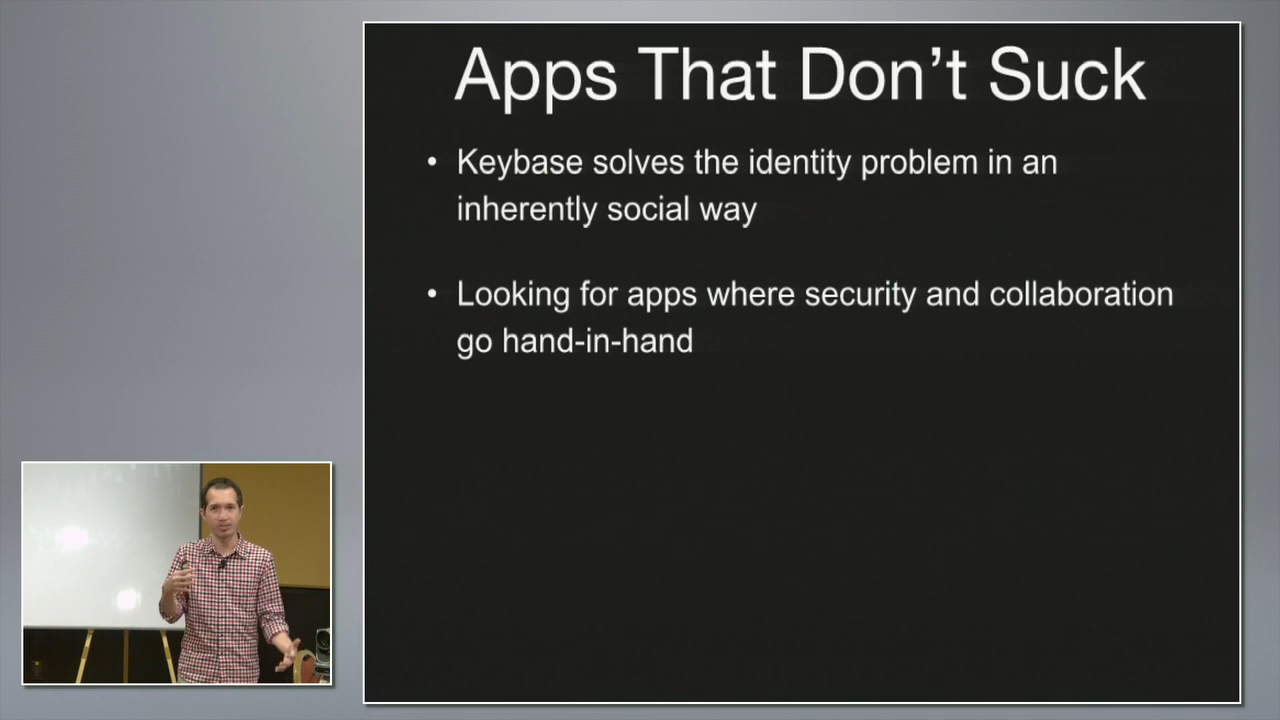 Apps That Don't Suck
• Keybase solves the identity problem in an
inherently social way
• Looking for apps where security and collaboration
go hand-in-hand